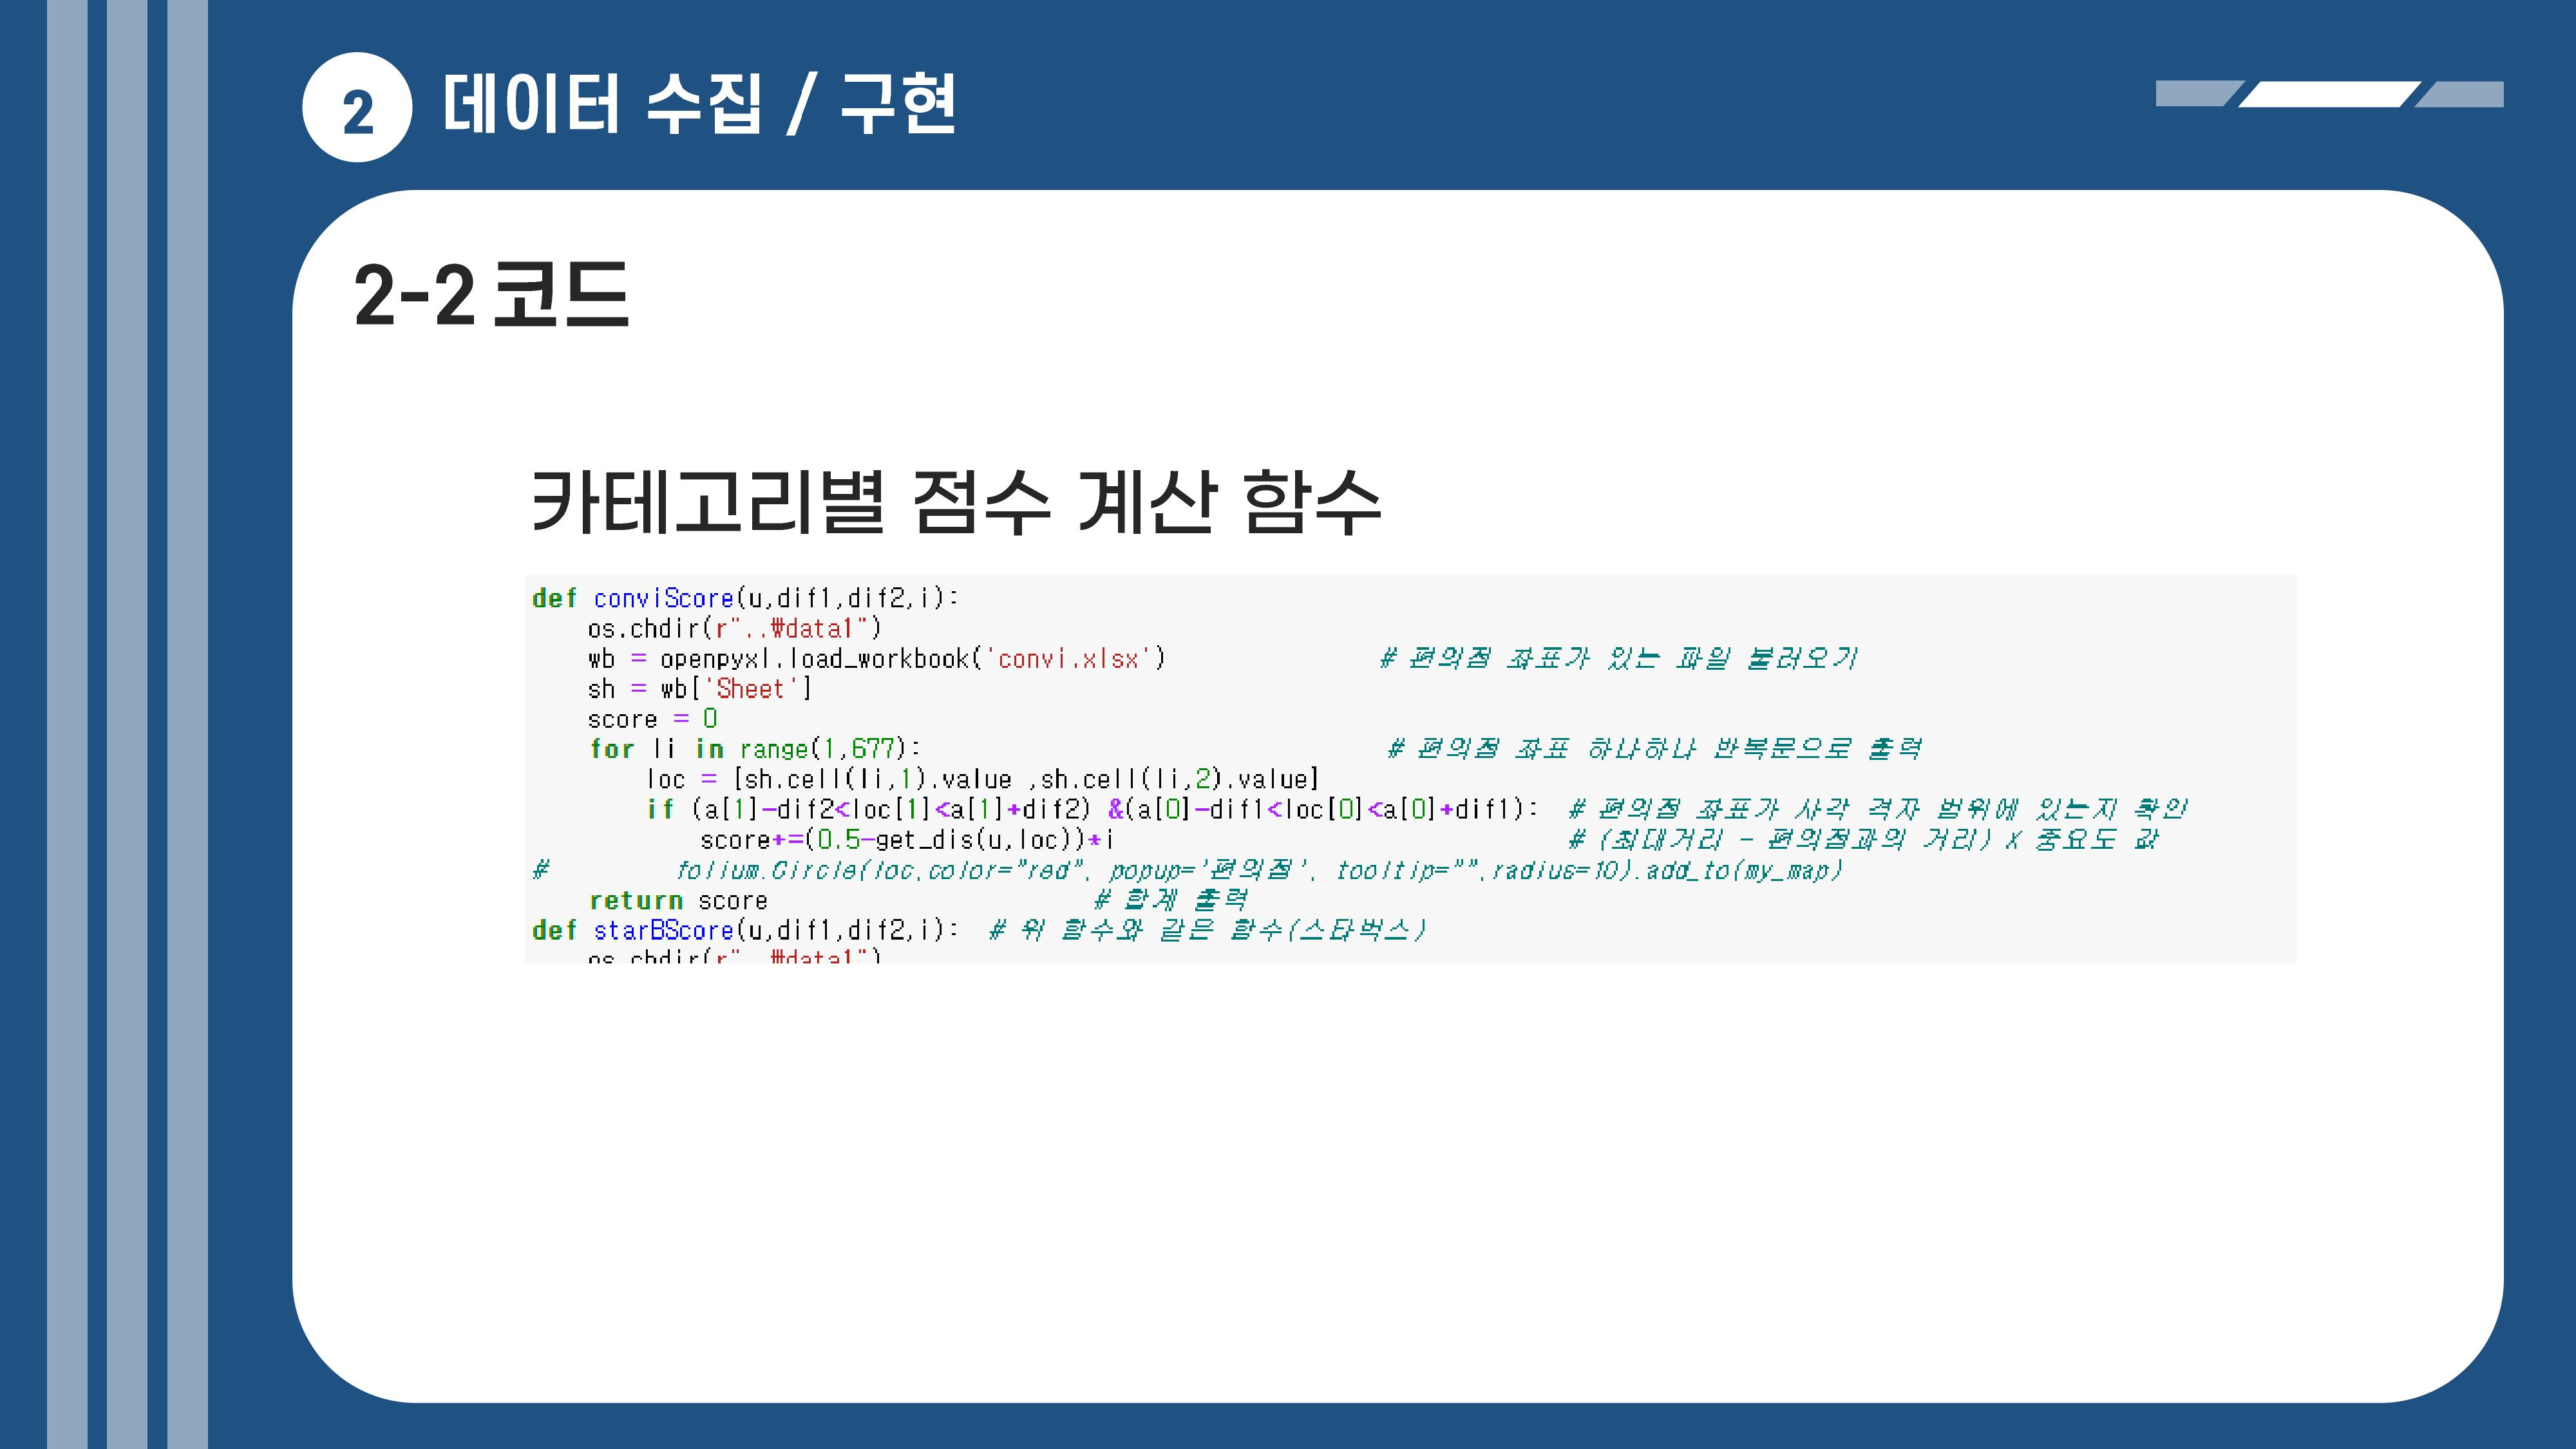 2 데이터 수집 / 구현
2-2 코드
카테고리별 점수 계산 함수
def conviScore(u,dif1,dif2,i):
    os.chdir(r"..₩data1")
    wb = openpyxl.load_workbook('convi.xlsx')    # 편의점 좌표가 있는 파일 불러오기
    sh = wb['Sheet']
    score = 0
    for li in range(1,677):    # 편의점 좌표 하나하나 반복문으로 출력
        loc = [sh.cell(li,1).value ,sh.cell(li,2).value]
        if (a[1]-dif2<loc[1]<a[1]+dif2) &(a[0]-dif1<loc[0]<a[0]+dif1):  # 편의점 좌표가 사각 격자 범위에 있는지 확인
            score+=(0.5-get_dis(u,loc))*i    # (최대거리 - 편의점과의 거리) X 중요도 값
#         folium.Circle(loc,color="red", popup='편의점', tooltip="",radius=10).add_to(my_map)
    return score    # 합계 출력
def starBScore(u,dif1,dif2,i):  # 위 함수와 같은 함수(스타벅스)
    os.chdir(r"..₩data1")